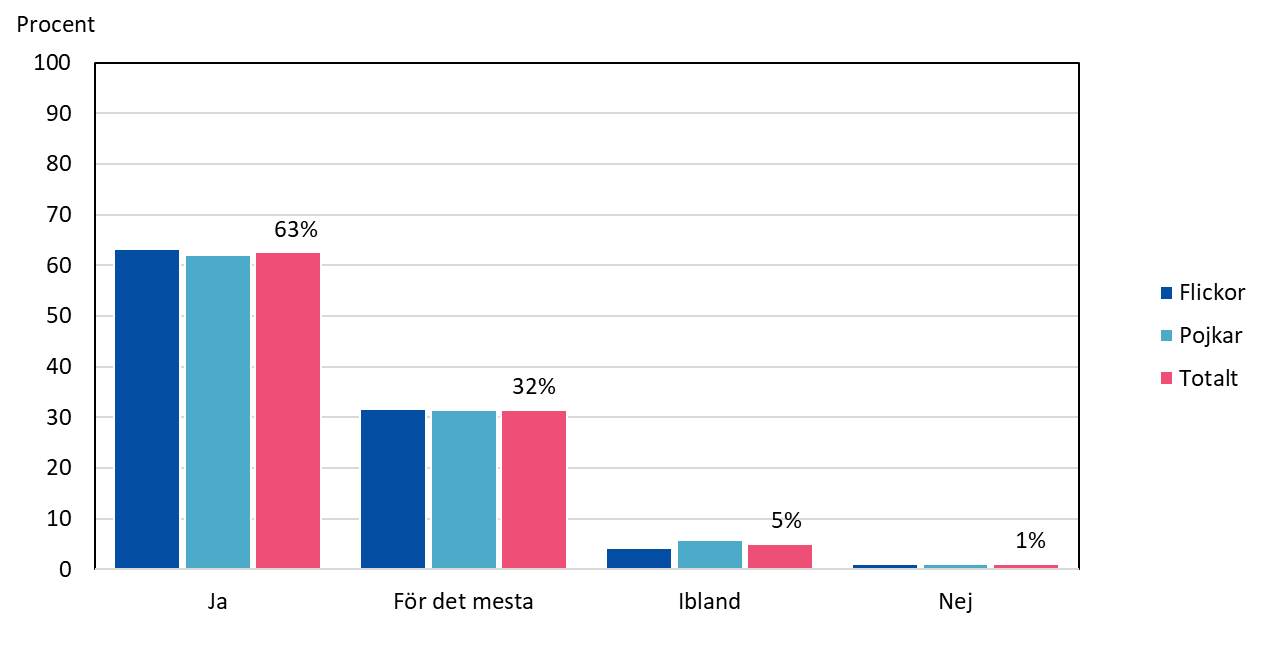 Procent
100
90
80
70
60
50
40
30
20
10
0
63%
32%
5%
1%
Ja
För det mesta
Ibland
Nej
Flickor
Pojkar
Totalt